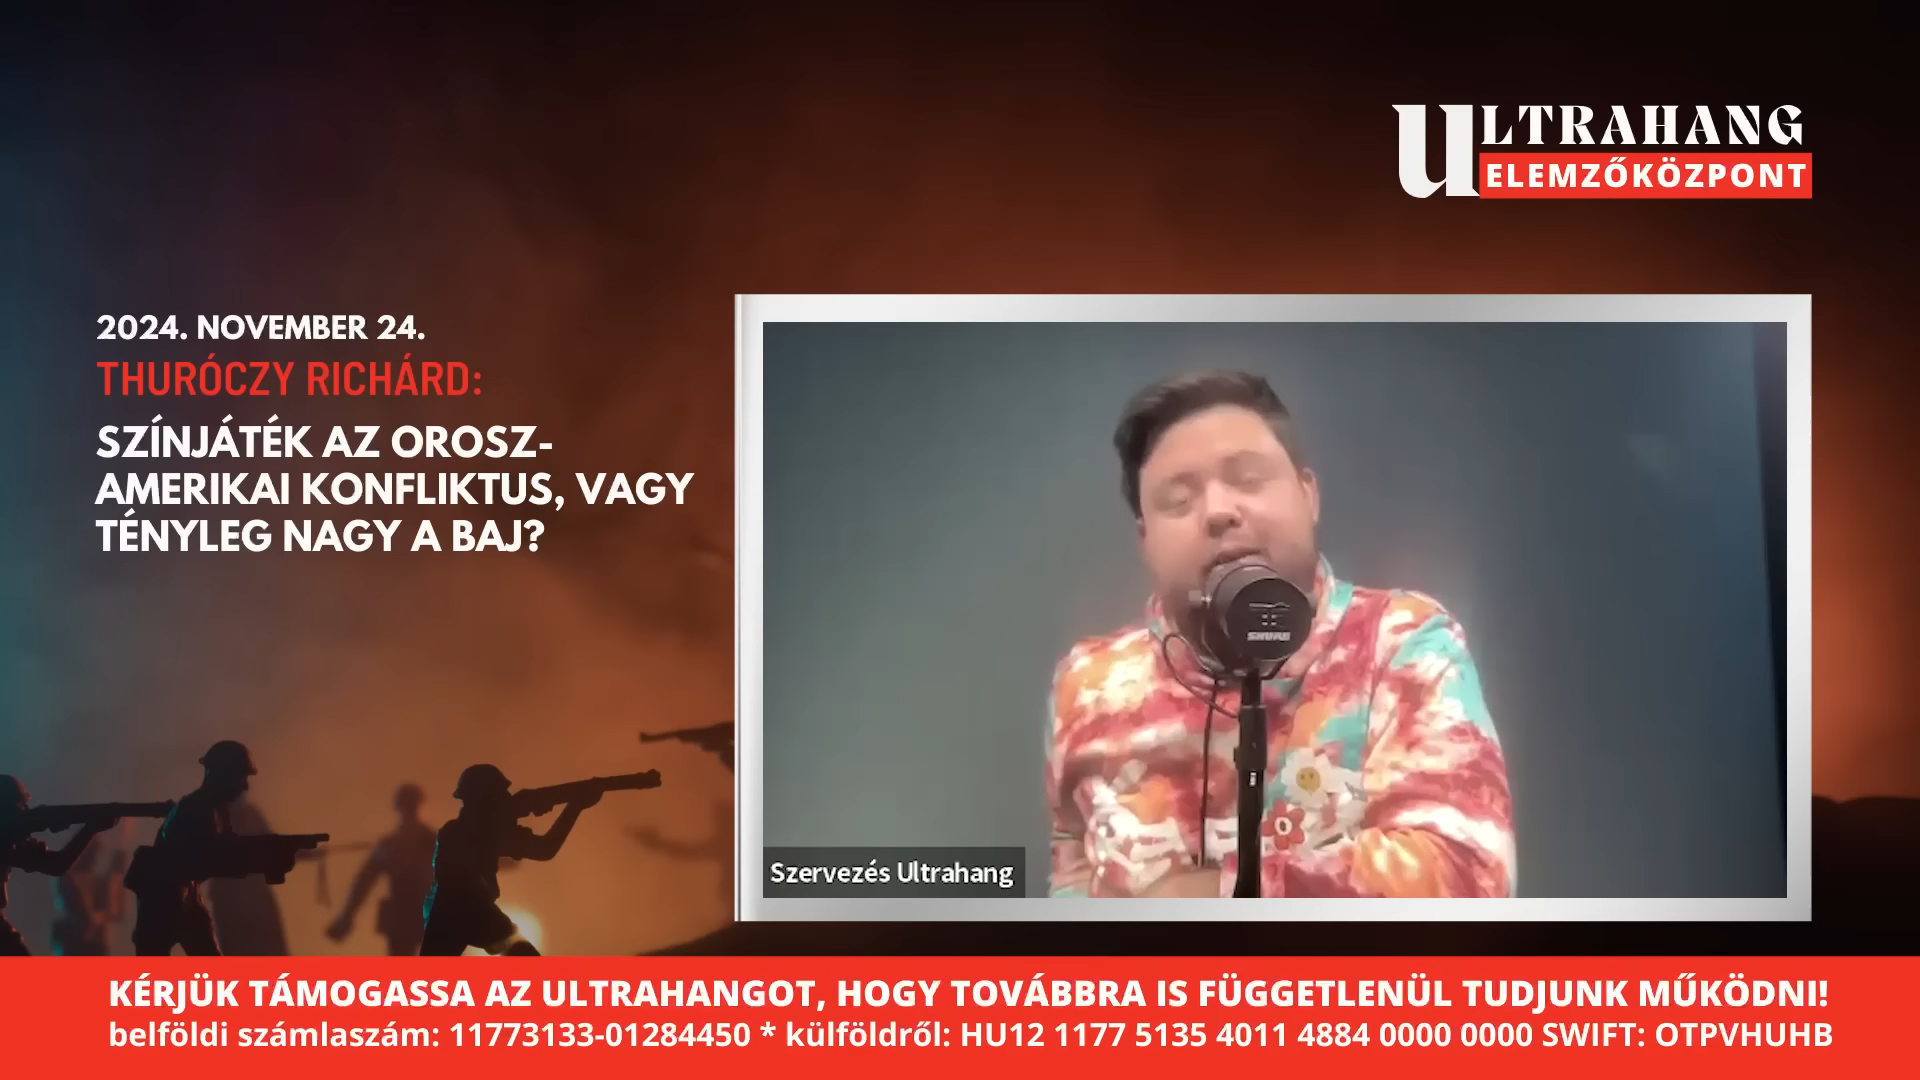 ULTRAHANG
ELEMZŐKÖZPONT
2024. NOVEMBER 24.
THURÓCZY RICHÁRD:
SZÍNJÁTÉK AZ OROSZ-
AMERIKAI KONFLIKTUS, VAGY
TÉNYLEG NAGY A BAJ?
SHURE
Szervezés Ultrahang
KÉRJÜK TÁMOGASSA AZ ULTRAHANGOT, HOGY TOVÁBBRA IS FÜGGETLENÜL TUDJUNK MŰKÖDNI!
belföldi számlaszám: 11773133-01284450 * külföldről: HU12 1177 5135 4011 4884 0000 0000 SWIFT: OTPVHUHB